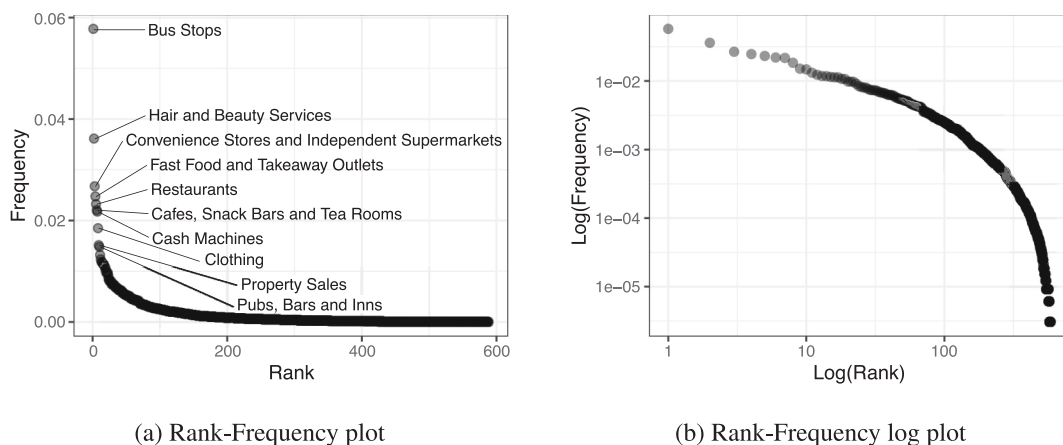 0.06
Bus Stops
0.04
Hair and Beauty Services
Convenience Stores and Independent Supermarkets
Fast Food and Takeaway Outlets
Restaurants
Cafes, Snack Bars and Tea Rooms
0.02
Cash Machines
Clothing
Property Sales
Pubs, Bars and Inns
0.00
Frequency
0 200 400 600
Rank
(a) Rank-Frequency plot
1e-02
1e-03
1e-04
1e-05
Log(Frequency)
1 10 100
Log(Rank)
(b) Rank-Frequency log plot